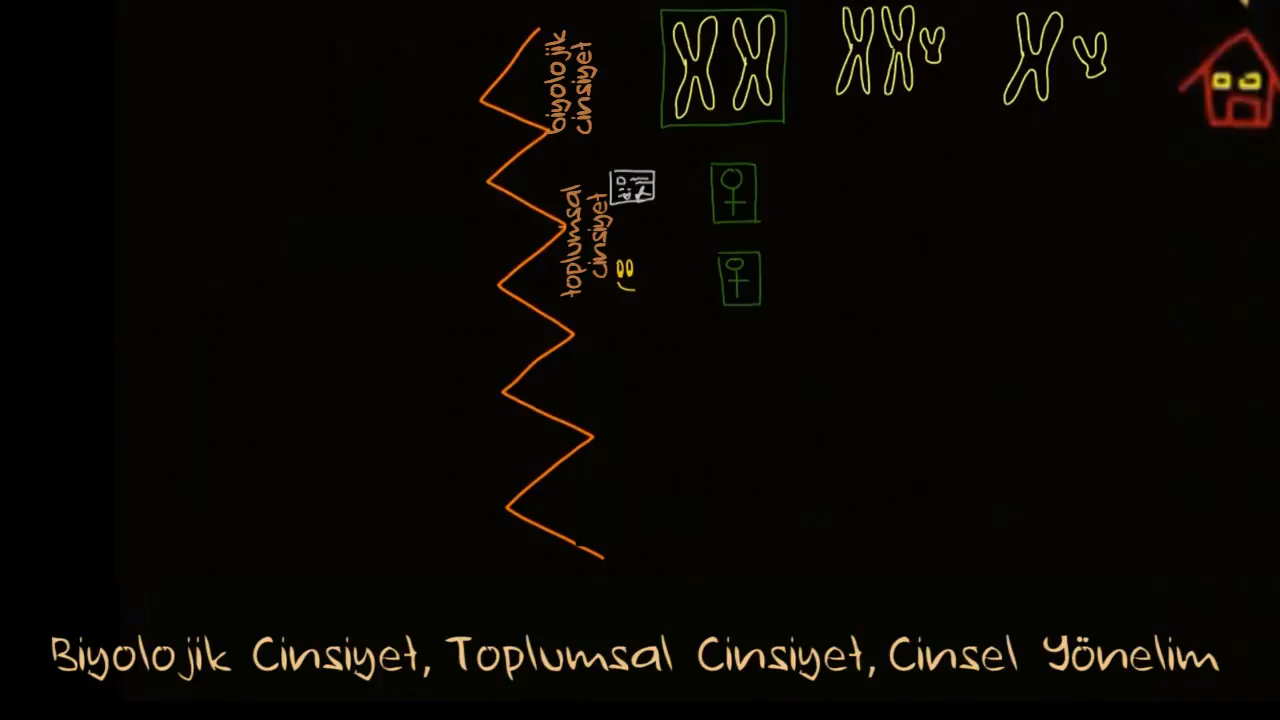 biyolojik
cinsiyet
toplumsal
cinsiyet
Biyolojik Cinsiyet, Toplumsal Cinsiyet, Cinsel Yönelim